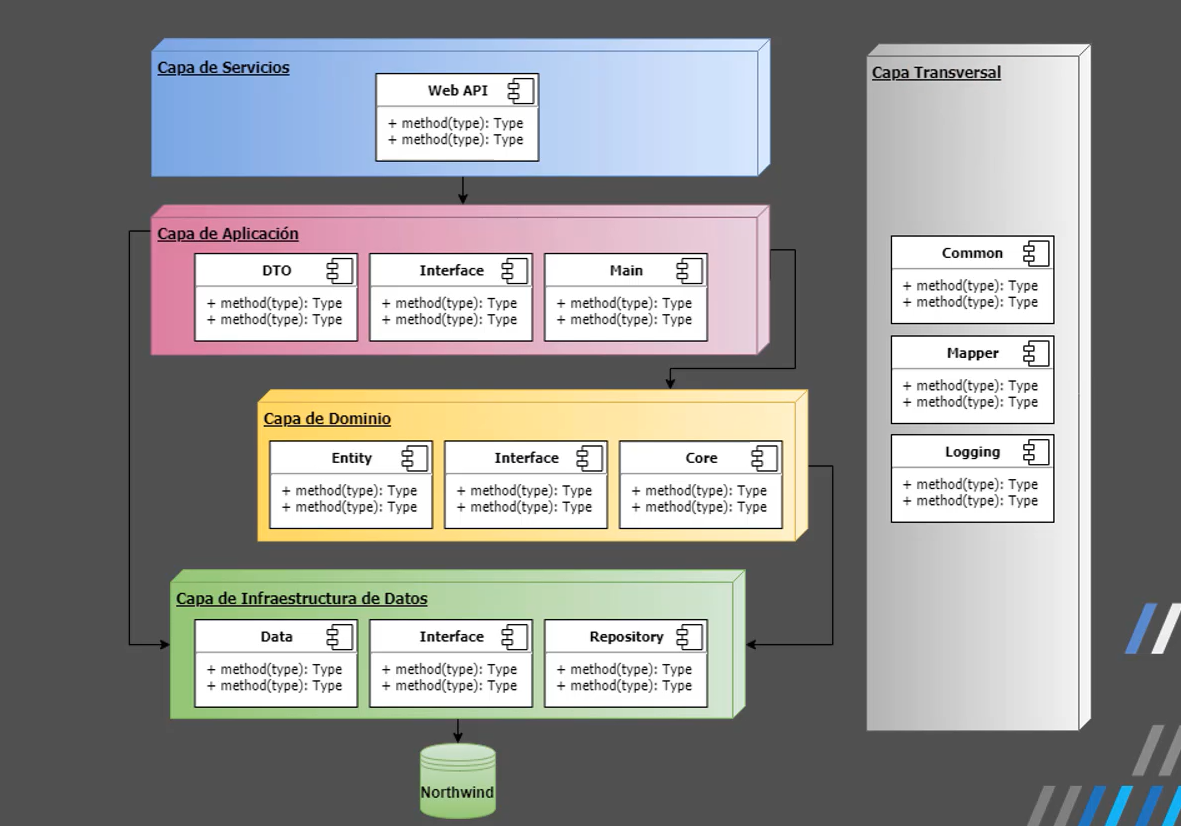 Capa de Servicios
Web API
+ method(type): Type
+ method(type): Type
Capa de Aplicación
DTO
+ method(type): Type
+ method(type): Type
Interface
+ method(type): Type
+ method(type): Type
Main
+ method(type): Type
+ method(type): Type
Capa de Dominio
Entity
+ method(type): Type
+ method(type): Type
Interface
+ method(type): Type
+ method(type): Type
Core
+ method(type): Type
+ method(type): Type
Capa de Infraestructura de Datos
Data
+ method(type): Type
+ method(type): Type
Interface
+ method(type): Type
+ method(type): Type
Repository
+ method(type): Type
+ method(type): Type
Northwind
Capa Transversal
Common
+ method(type): Type
+ method(type): Type
Mapper
+ method(type): Type
+ method(type): Type
Logging
+ method(type): Type
+ method(type): Type